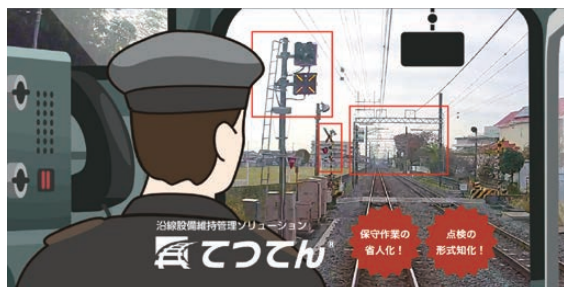 沿線設備維持管理ソリューション
てつてん®
保守作業の
省人化！
点検の
形式知化！